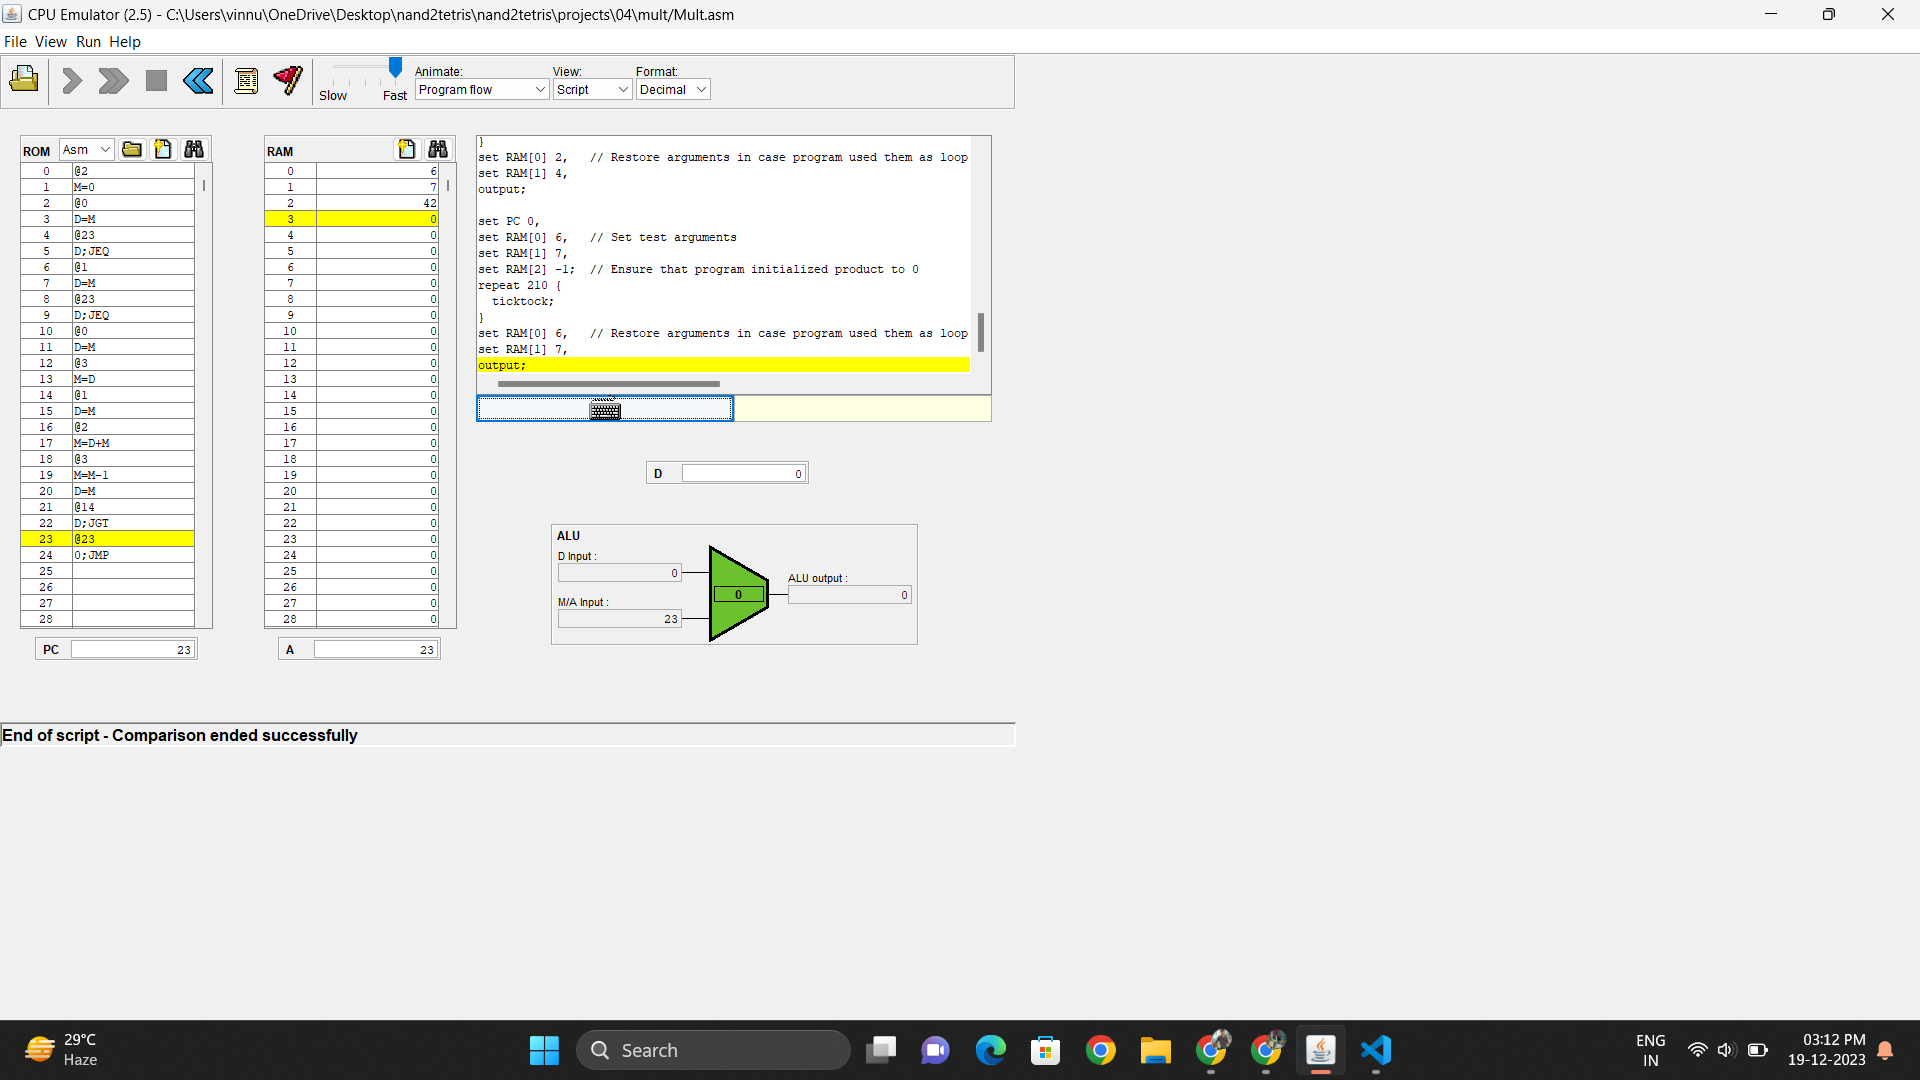 CPU Emulator (2.5) - C:\Users\vinnu\OneDrive\Desktop\nand2tetris\nand2tetris\projects\04\mult/Mult.asm
File View Run Help
Slow Fast
Animate: View: Format:
Program flow Script Decimal
ROM Asm
0 @2
1 M=0
2 @0
3 D=M
4 @23
5 D;JEQ
6 @1
7 D=M
8 @23
9 D;JEQ
10 @0
11 D=M
12 @3
13 M=D
14 @1
15 D=M
16 @2
17 M=D+M
18 @3
19 M=M-1
20 D=M
21 @14
22 D;JGT
23 @23
24 0;JMP
25
26
27
28
PC 23
RAM
0 6
1 7
2 42
3 0
4 0
5 0
6 0
7 0
8 0
9 0
10 0
11 0
12 0
13 0
14 0
15 0
16 0
17 0
18 0
19 0
20 0
21 0
22 0
23 0
24 0
25 0
26 0
27 0
28 0
A 23
}
set RAM[0] 2, // Restore arguments in case program used them as loop
set RAM[1] 4,
output;
set PC 0,
set RAM[0] 6, // Set test arguments
set RAM[1] 7,
set RAM[2] -1; // Ensure that program initialized product to 0
repeat 210 {
ticktock;
}
set RAM[0] 6, // Restore arguments in case program used them as loop
set RAM[1] 7,
output;
D 0
ALU
D Input :
0
M/A Input :
23
0
ALU output :
0
End of script - Comparison ended successfully
29°C
Haze
Search
ENG
IN
03:12 PM
19-12-2023